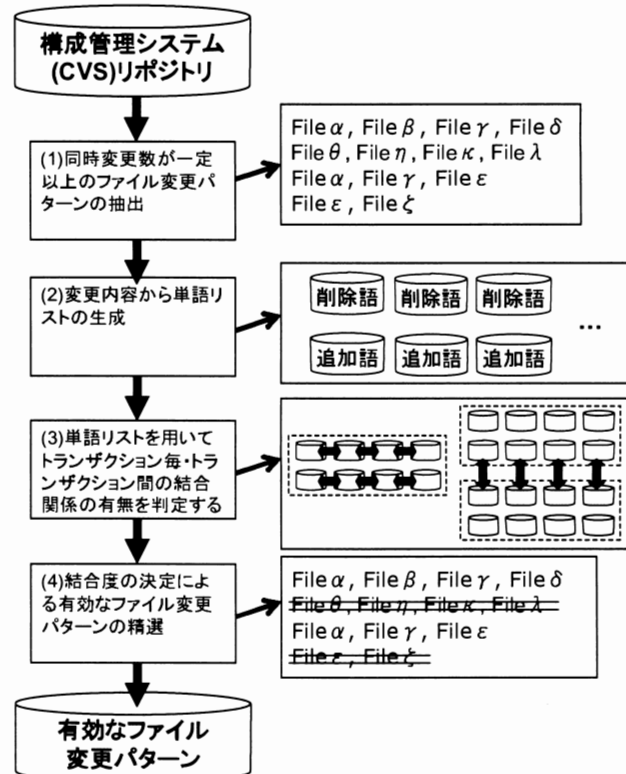 構成管理システム
(CVS)リポジトリ
(1)同時変更数が一定
以上のファイル変更パ
ターンの抽出
File α, File β, File γ, File δ
File θ, File η, File κ, File λ
File α, File γ, File ε
File ε, File ζ
(2)変更内容から単語リ
ストの生成
削除語 削除語 削除語
...
追加語 追加語 追加語
(3)単語リストを用いて
トランザクション毎・トラ
ンザクション間の結合
関係の有無を判定する
(4)結合度の決定によ
る有効なファイル変更
パターンの精選
File α, File β, File γ, File δ
File θ, File η, File κ, File λ
File α, File γ, File ε
File ε, File ζ
有効なファイル
変更パターン